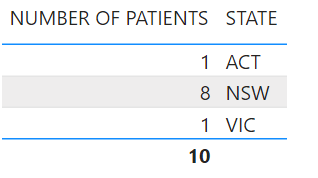 NUMBER OF PATIENTS STATE
1 ACT
8 NSW
1 VIC
10